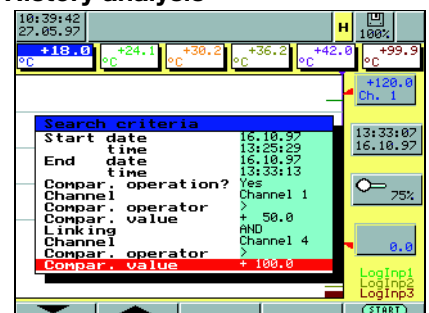 History analysis
10:39:42
27.05.97
H
100%
+18.0 +24.1 +30.2 +36.2 +42.0 +99.9
°C °C °C °C °C °C
+120.0
Ch. 1
Search criteria
Start date 16.10.97
time 13:25:29
End date 16.10.97
time 13:33:13
Compar. operation? Yes
Channel Channel 1
Compar. operator >
Compar. value + 50.0
Linking AND
Channel Channel 4
Compar. operator >
Compar. value + 100.0
13:33:07
16.10.97
75%
0.0
LogInp1
LogInp2
LogInp3
(START)